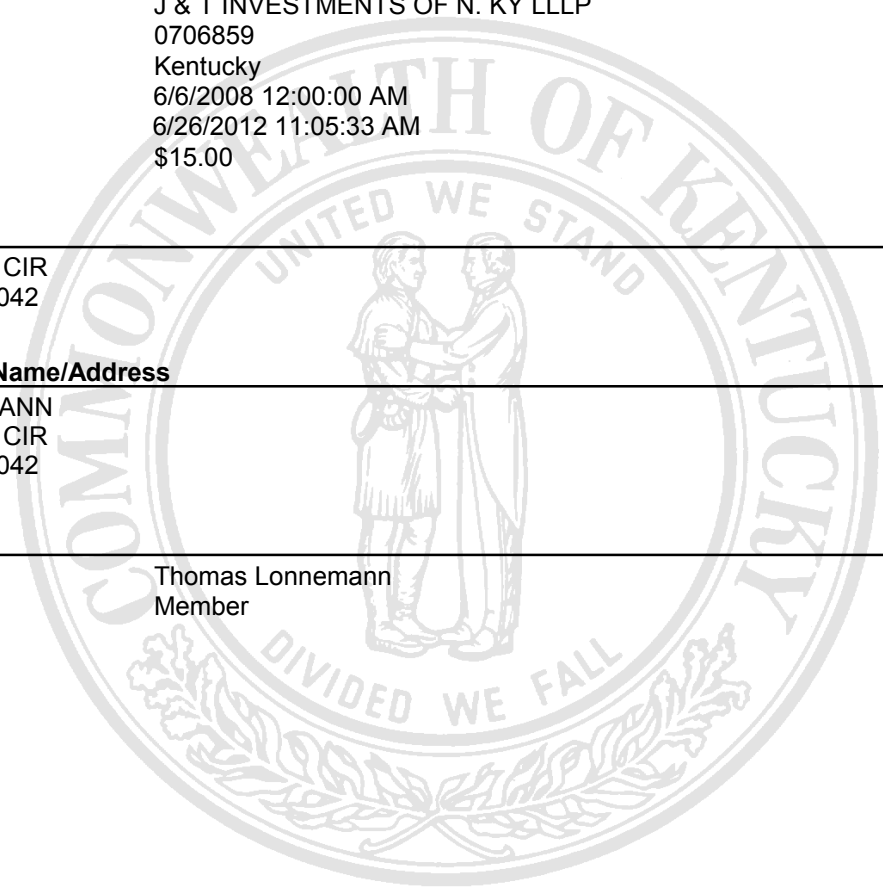 J & T INVESTMENTS OF N. KY LLLP
0706859
Kentucky
6/6/2008 12:00:00 AM
6/26/2012 11:05:33 AM
$15.00
CIR
042
Name/Address
ANN
CIR
042
Thomas Lonnemann
Member
COMMONWEALTH OF KENTUCKY
UNITED WE STAND
DIVIDED WE FALL